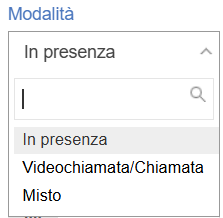 Modalità
In presenza
In presenza
Videochiamata/Chiamata
Misto